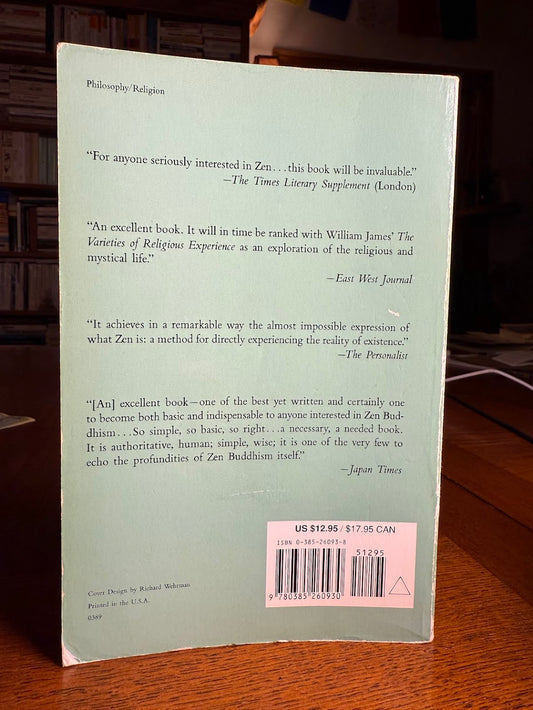 Philosophy/Religion
“For anyone seriously interested in Zen...this book will be invaluable.”
—The Times Literary Supplement (London)
“An excellent book. It will in time be ranked with William James’ The
Varieties of Religious Experience as an exploration of the religious and
mystical life.”
—East West Journal
“It achieves in a remarkable way the almost impossible expression of
what Zen is: a method for directly experiencing the reality of existence.”
—The Personalist
“[An] excellent book—one of the best yet written and certainly one
to become both basic and indispensable to anyone interested in Zen Bud-
dhism...So simple, so basic, so right...a necessary, a needed book.
It is authoritative, human; simple, wise; it is one of the very few to
echo the profundities of Zen Buddhism itself.”
—Japan Times
US $12.95 / $17.95 CAN
ISBN 0-385-26093-8
51295
9 780385 260930
Cover Design by Richard Wehrman
Printed in the U.S.A.
0389